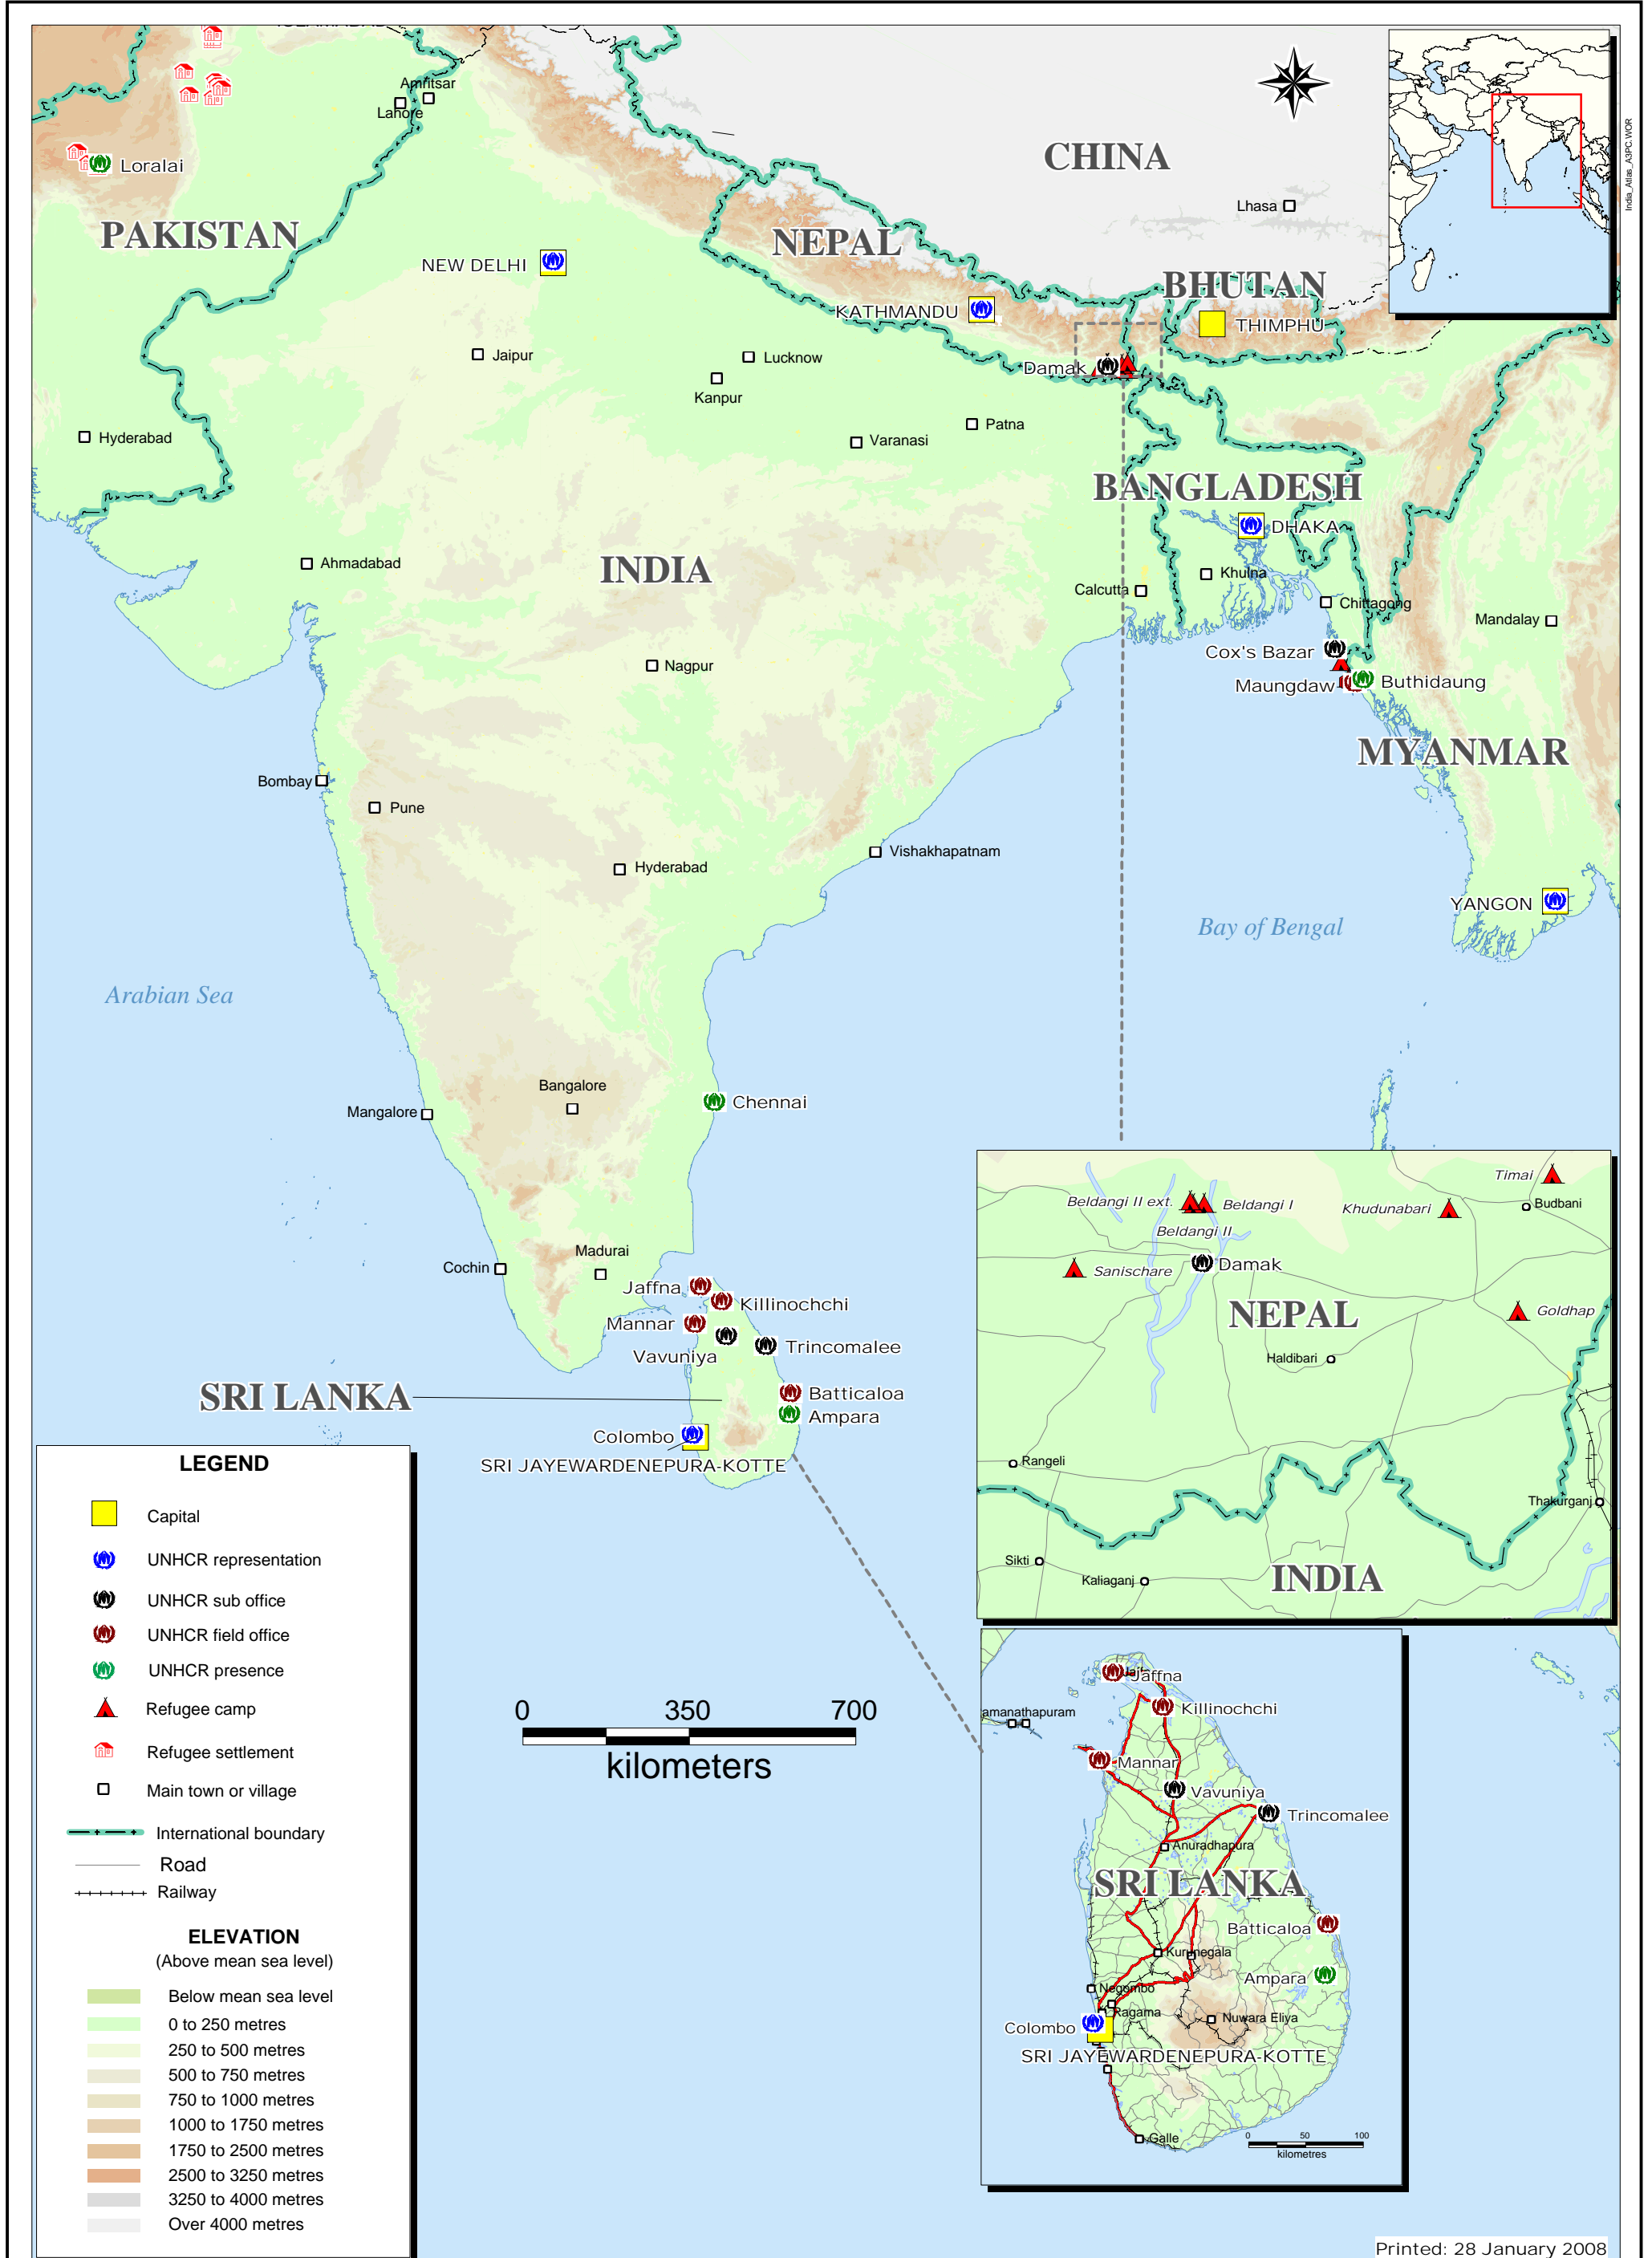 Amritsar
Lahore
Loralai
PAKISTAN
CHINA
Lhasa
India_Atlas_A3PC.WOR
NEW DELHI
NEPAL
BHUTAN
KATHMANDU
THIMPHU
Jaipur
Lucknow
Damak
Kanpur
Hyderabad
Varanasi
Patna
BANGLADESH
DHAKA
Ahmadabad
INDIA
Khulna
Calcutta
Chittagong
Mandalay
Nagpur
Cox's Bazar
Maungdaw
Buthidaung
MYANMAR
Bombay
Pune
Vishakhapatnam
Hyderabad
YANGON
Bay of Bengal
Arabian Sea
Bangalore
Chennai
Mangalore
Madurai
Cochin
Jaffna
Killinochchi
Mannar
Vavuniya
Trincomalee
SRI LANKA
Batticaloa
Ampara
Colombo
SRI JAYEWARDENEPURA-KOTTE
Timai
Beldangi II ext.
Beldangi I
Khudunabari
Budbani
Beldangi II
Sanischare
Damak
NEPAL
Goldhap
Haldibari
Rangeli
Thakurganj
Sikti
Kaliaganj
INDIA
LEGEND
Capital
UNHCR representation
UNHCR sub office
UNHCR field office
UNHCR presence
Refugee camp
Refugee settlement
Main town or village
International boundary
Road
Railway
ELEVATION
(Above mean sea level)
Below mean sea level
0 to 250 metres
250 to 500 metres
500 to 750 metres
750 to 1000 metres
1000 to 1750 metres
1750 to 2500 metres
2500 to 3250 metres
3250 to 4000 metres
Over 4000 metres
0 350 700
kilometers
Jaffna
Killinochchi
amanathapuram
Mannar
Vavuniya
Trincomalee
Anuradhapura
SRI LANKA
Batticaloa
Kurunegala
Ampara
Negombo
Ragama
Nuwara Eliya
Colombo
SRI JAYEWARDENEPURA-KOTTE
Galle
0 50 100
kilometres
Printed: 28 January 2008